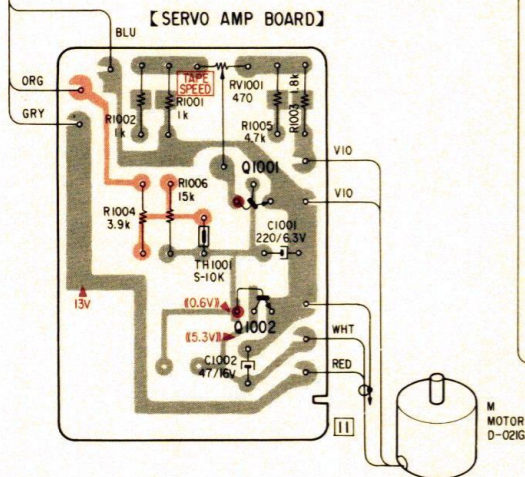 【SERVO AMP BOARD】
BLU
ORG
GRY
TAPE
SPEED
RV1001
470
R1002
1k
R1001
1k
R1005
4.7k
R1003 1.8k
VIO
VIO
Q1001
R1006
15k
R1004
3.9k
C1001
220/6.3V
TH1001
S-10K
13V
((0.6V))
Q1002
((5.3V))
C1002
47/16V
WHT
RED
11
M
MOTOR
D-021G